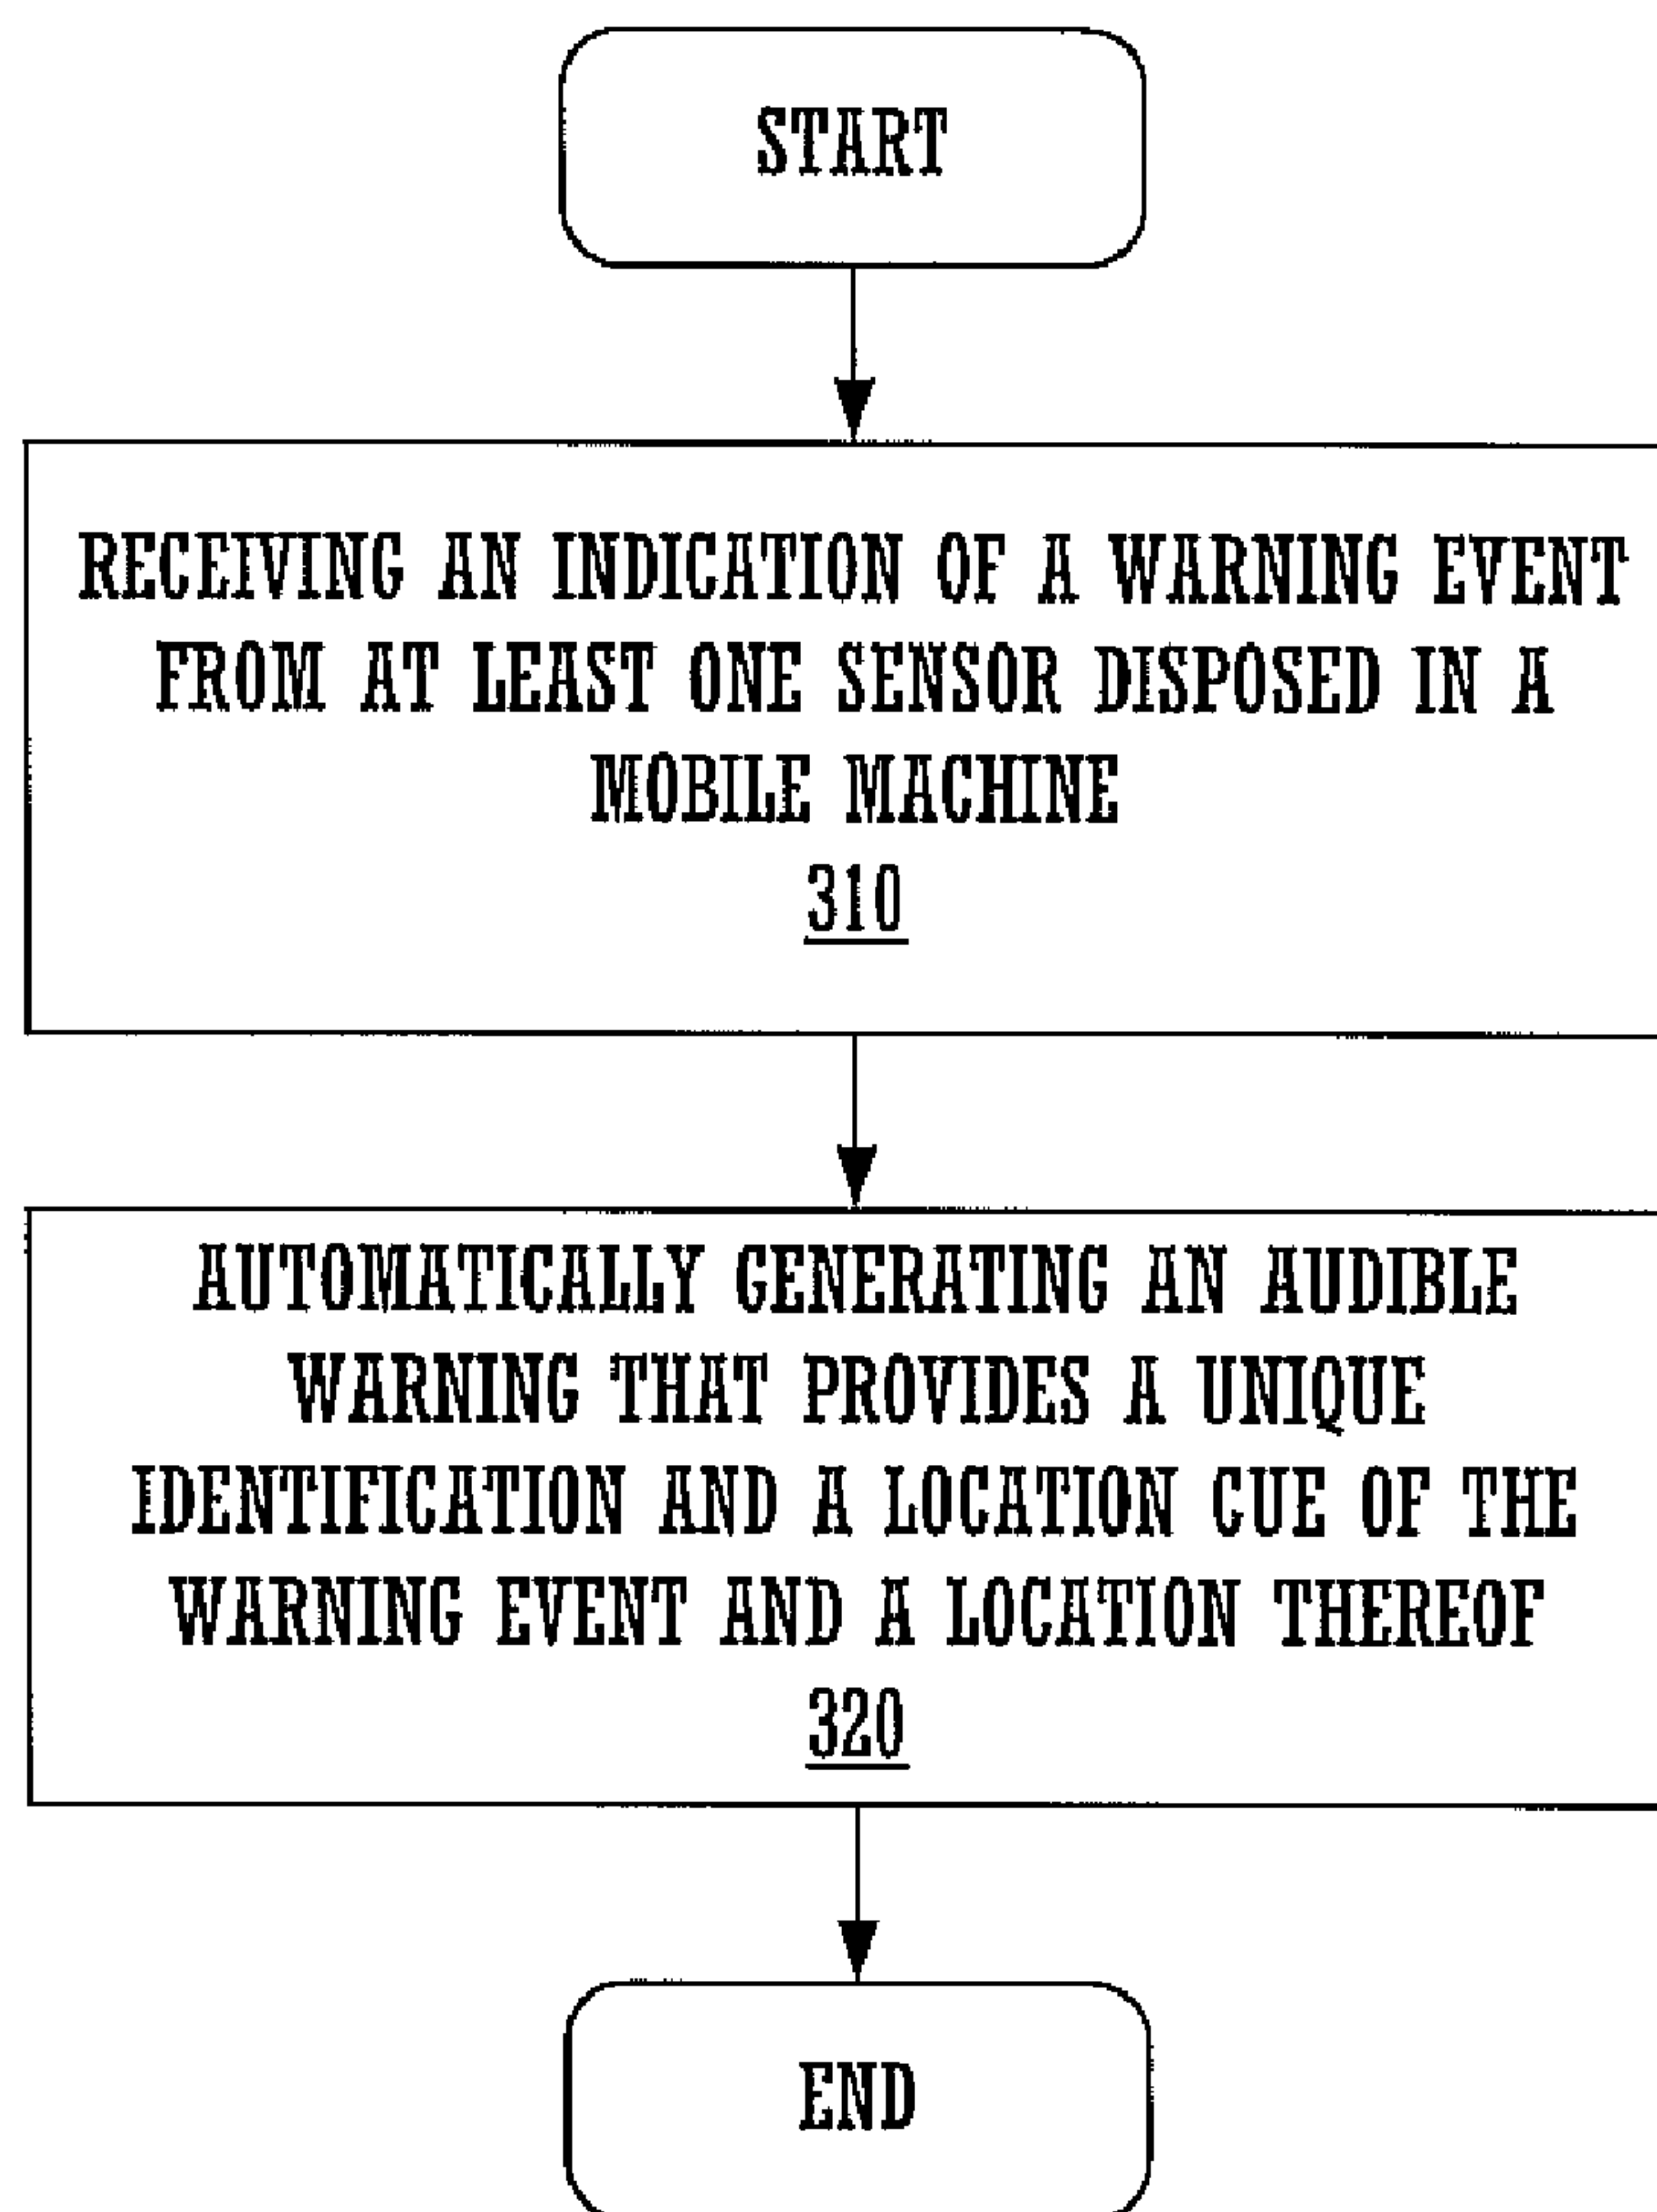 START
RECEIVING AN INDICATION OF A WARNING EVENT
FROM AT LEAST ONE SENSOR DISPOSED IN A
MOBILE MACHINE
310
AUTOMATICALLY GENERATING AN AUDIBLE
WARNING THAT PROVIDES A UNIQUE
IDENTIFICATION AND A LOCATION CUE OF THE
WARNING EVENT AND A LOCATION THEREOF
320
END